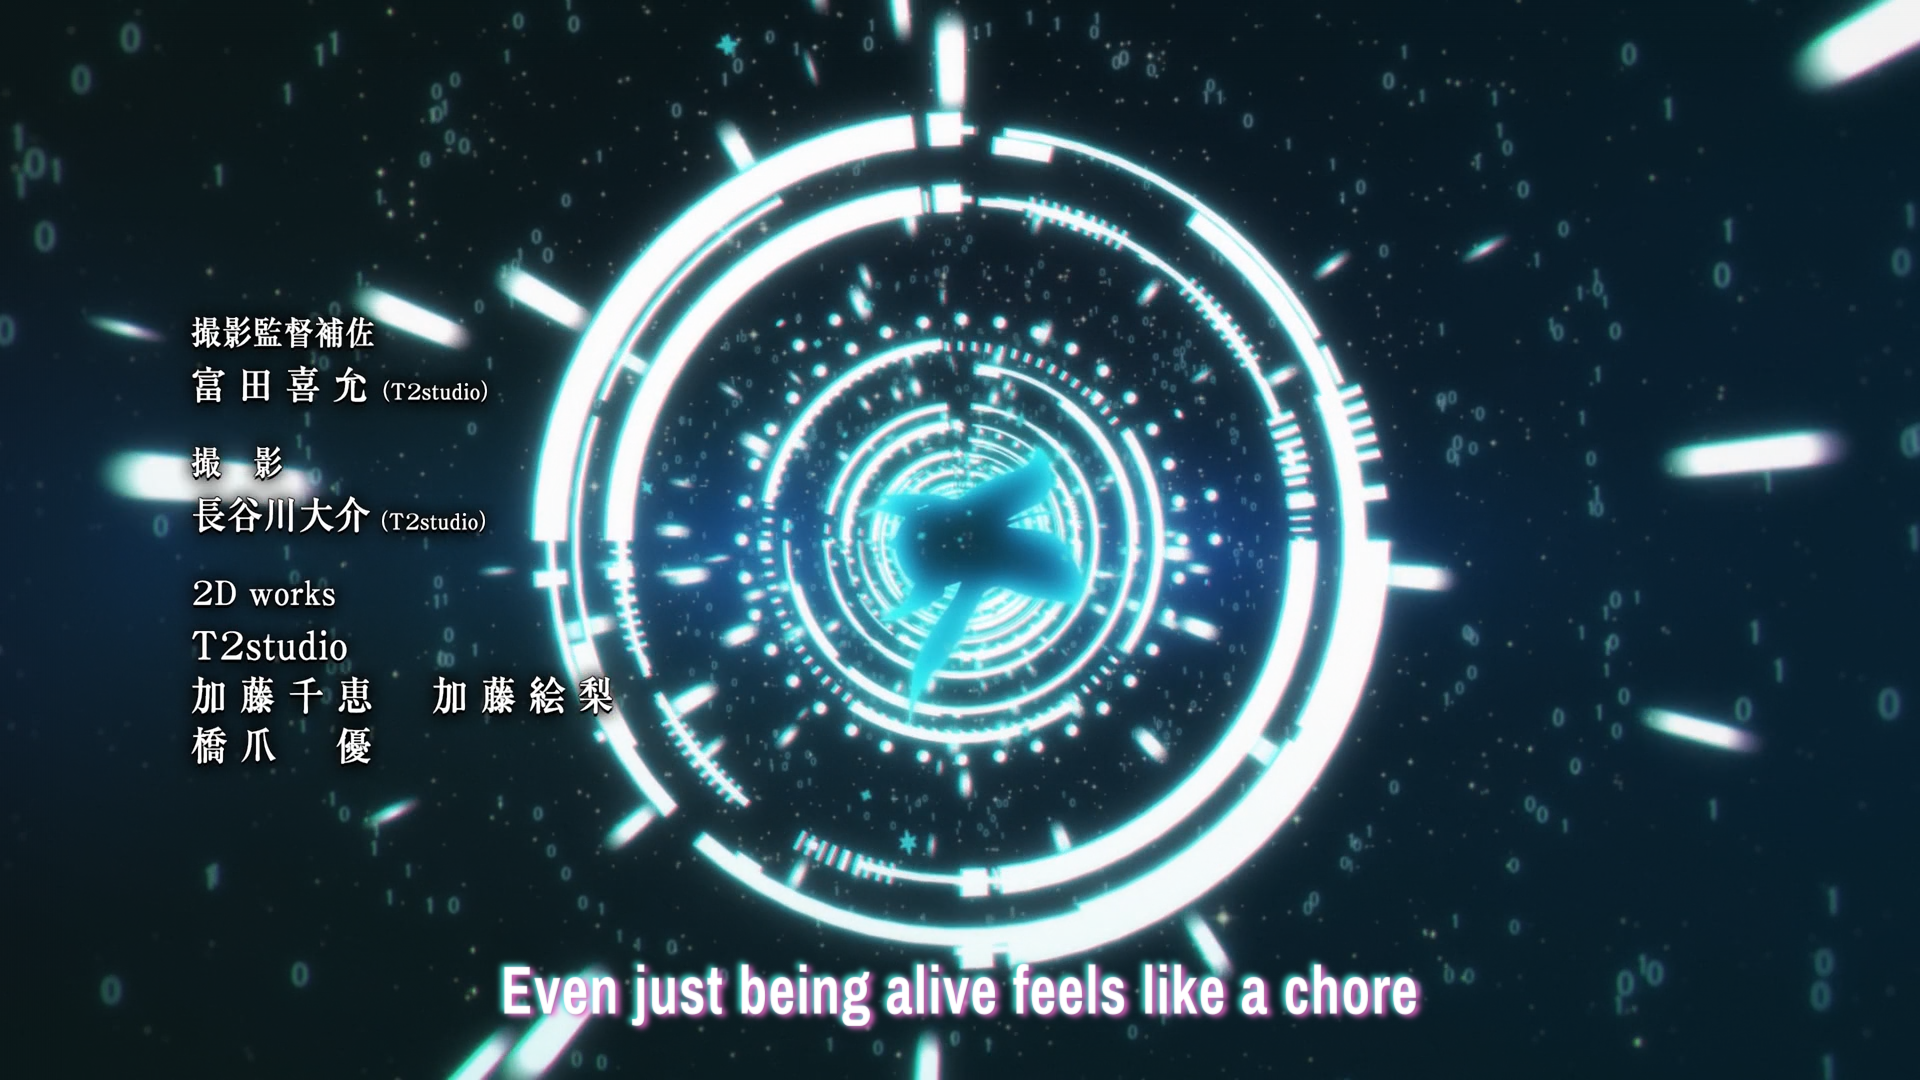 撮影監督補佐
富田喜允 (T2studio)
撮 影
長谷川大介 (T2studio)
2D works
T2studio
加藤千恵 加藤絵梨
橋爪 優
Even just being alive feels like a chore